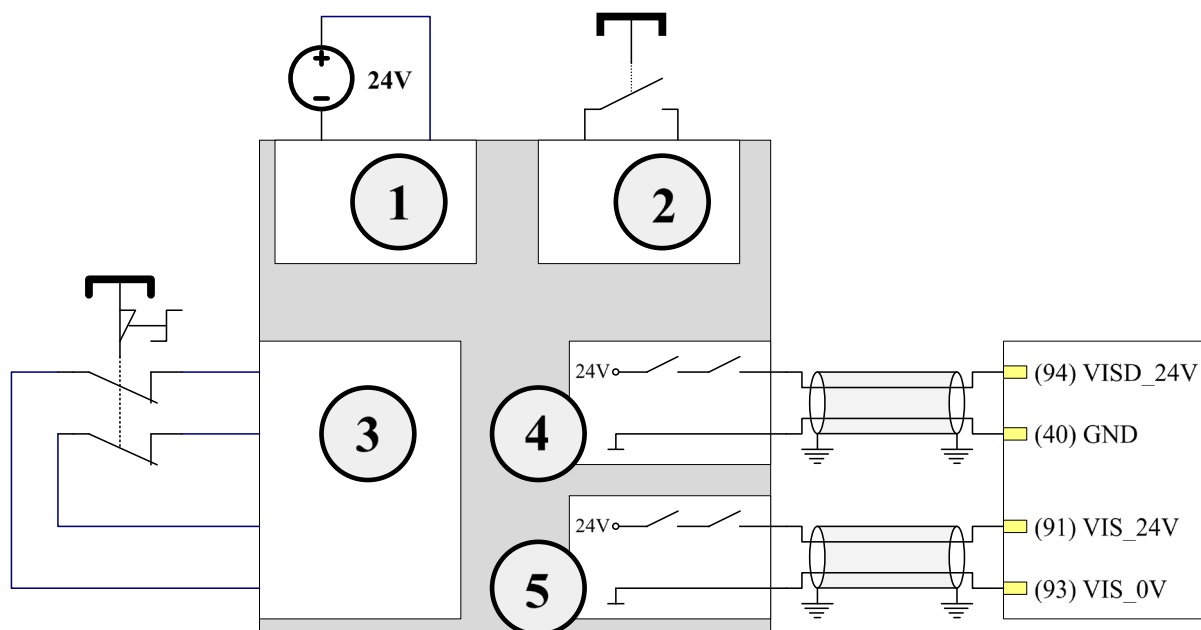 24V
1
2
3
24V
4
(94) VISD_24V
(40) GND
24V
5
(91) VIS_24V
(93) VIS_0V